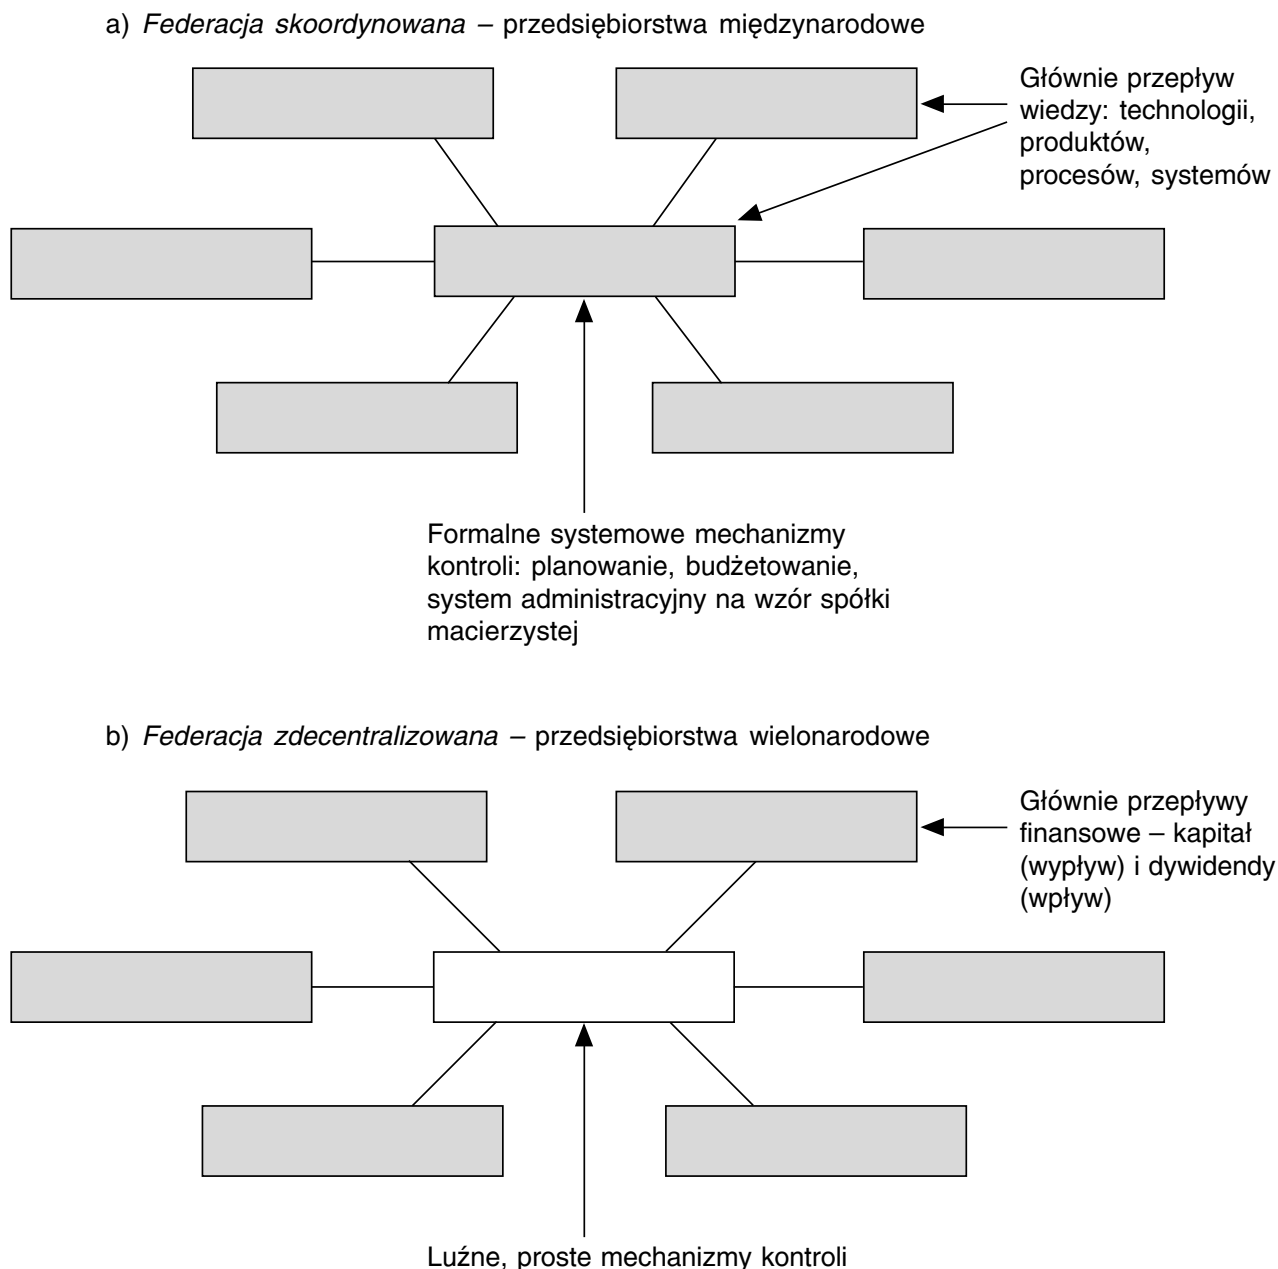 a) Federacja skoordynowana – przedsiębiorstwa międzynarodowe
Głównie przepływ
wiedzy: technologii,
produktów,
procesów, systemów
Formalne systemowe mechanizmy
kontroli: planowanie, budżetowanie,
system administracyjny na wzór spółki
macierzystej
b) Federacja zdecentralizowana – przedsiębiorstwa wielonarodowe
Głównie przepływy
finansowe – kapitał
(wypływ) i dywidendy
(wpływ)
Luźne, proste mechanizmy kontroli